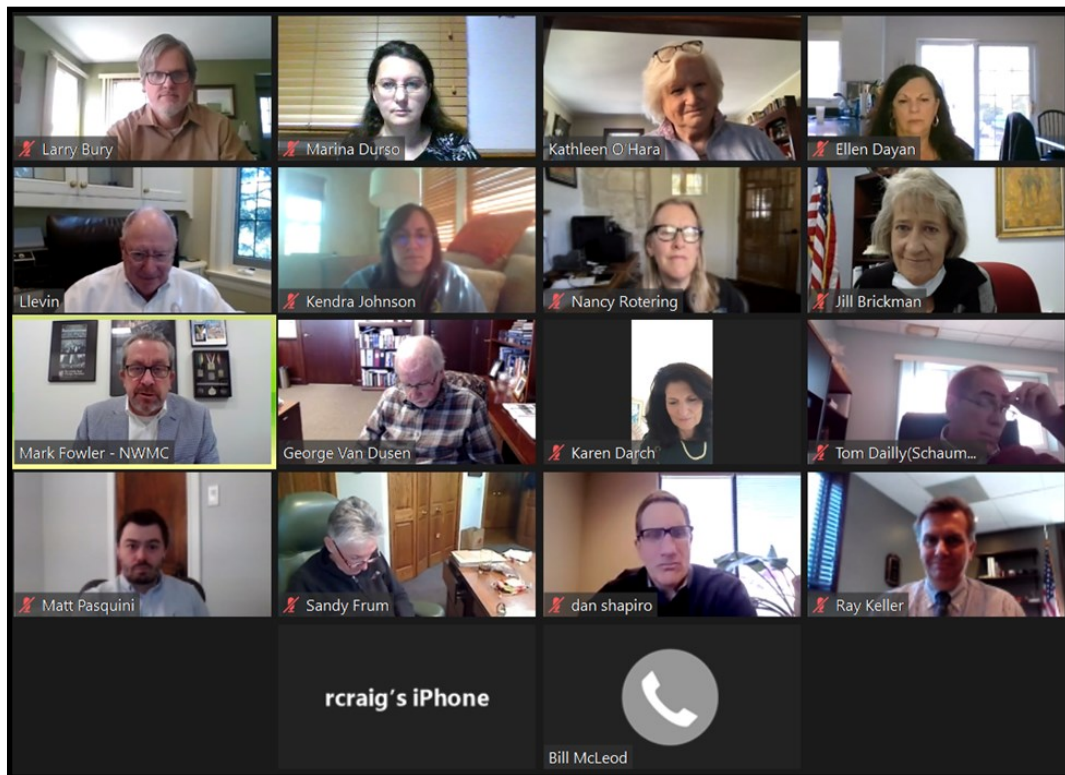 Larry Bury
Marina Durso
Kathleen O'Hara
Ellen Dayan
Llevin
Kendra Johnson
Nancy Rotering
Jill Brickman
Mark Fowler - NWMC
George Van Dusen
Karen Darch
Tom Dailly(Schaum...
Matt Pasquini
Sandy Frum
dan shapiro
Ray Keller
rcraig's iPhone
Bill McLeod